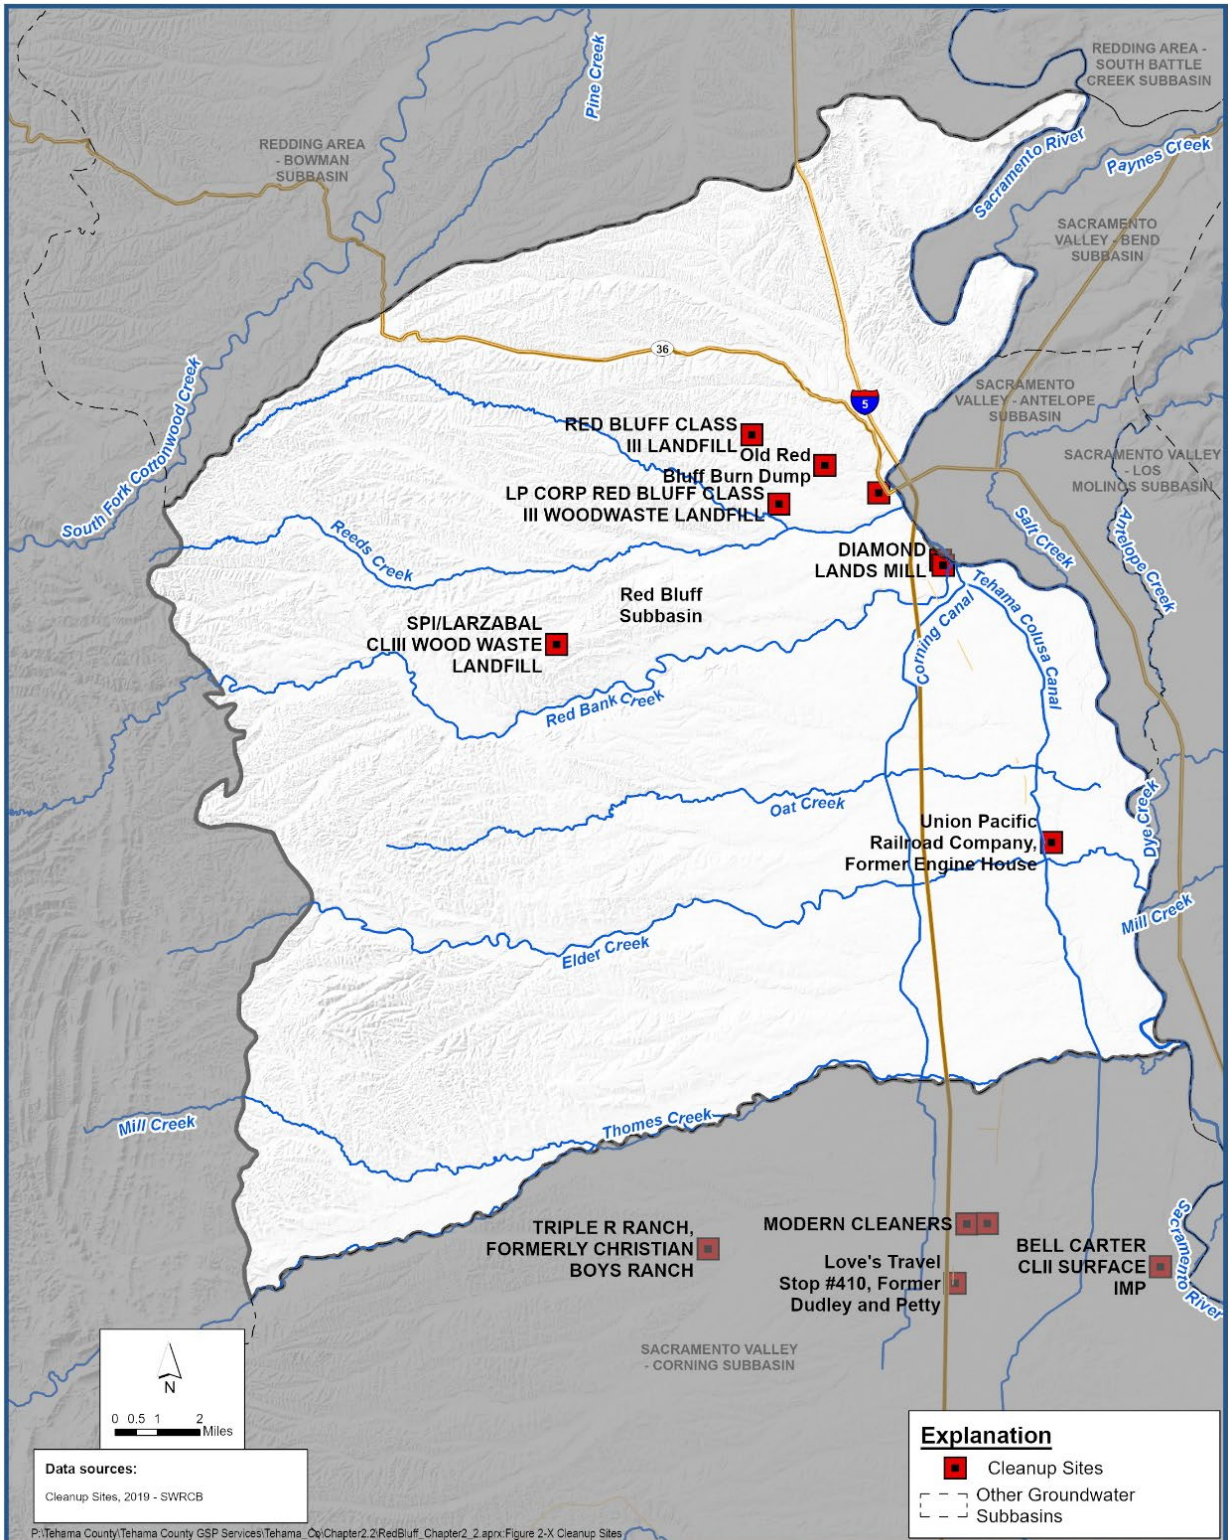 Pine Creek
REDDING AREA -
SOUTH BATTLE
CREEK SUBBASIN
REDDING AREA
- BOWMAN
SUBBASIN
Sacramento River
Paynes Creek
SACRAMENTO
VALLEY - BEND
SUBBASIN
36
5
South Fork Cottonwood Creek
SACRAMENTO
VALLEY - ANTELOPE
SUBBASIN
RED BLUFF CLASS
III LANDFILL
Old Red
Bluff Burn Dump
SACRAMENTO VALLEY
- LOS
MOLINOS SUBBASIN
LP CORP RED BLUFF CLASS
III WOODWASTE LANDFILL
Reeds Creek
Salt Creek
Antelope Creek
DIAMOND
LANDS MILL
Red Bluff
Subbasin
Corning Canal
Tehama Colusa Canal
SPI/LARZABAL
CLIII WOOD WASTE
LANDFILL
Red Bank Creek
Oat Creek
Dye Creek
Union Pacific
Railroad Company,
Former Engine House
Mill Creek
Elder Creek
Mill Creek
Thomes Creek
TRIPLE R RANCH,
FORMERLY CHRISTIAN
BOYS RANCH
MODERN CLEANERS
Love's Travel
Stop #410, Former
Dudley and Petty
BELL CARTER
CLII SURFACE
IMP
Sacramento River
SACRAMENTO VALLEY
- CORNING SUBBASIN
N
0 0.5 1 2
Miles
Data sources:
Cleanup Sites, 2019 - SWRCB
Explanation
Cleanup Sites
Other Groundwater
Subbasins
P:\Tehama County\Tehama County GSP Services\Tehama_Co\Chapter2.2\RedBluff_Chapter2_2.aprx:Figure 2-X Cleanup Sites